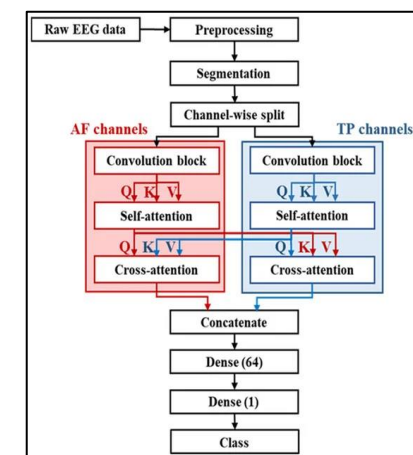 Raw EEG data
Preprocessing
Segmentation
Channel-wise split
AF channels
TP channels
Convolution block
Convolution block
Q K V
Q K V
Self-attention
Self-attention
Q K V
Q K V
Cross-attention
Cross-attention
Concatenate
Dense (64)
Dense (1)
Class